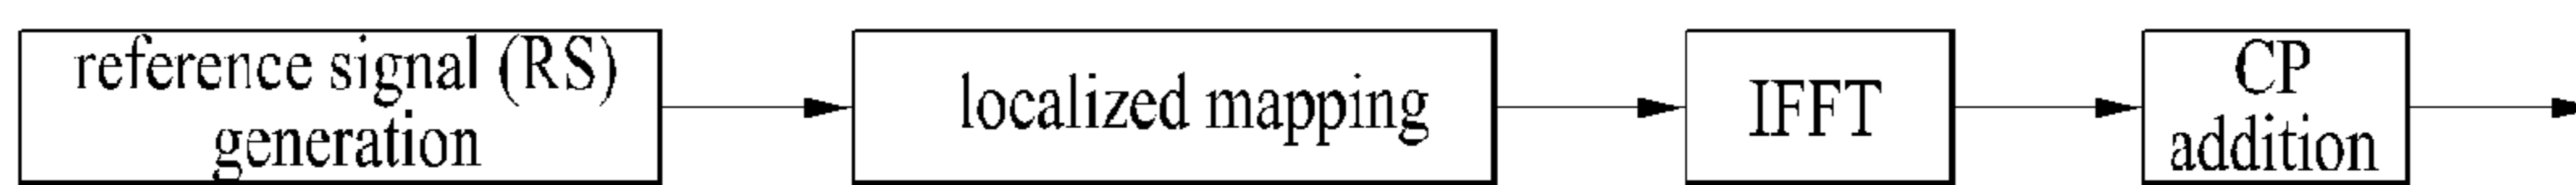 reference signal (RS)
generation
localized mapping
IFFT
CP
addition